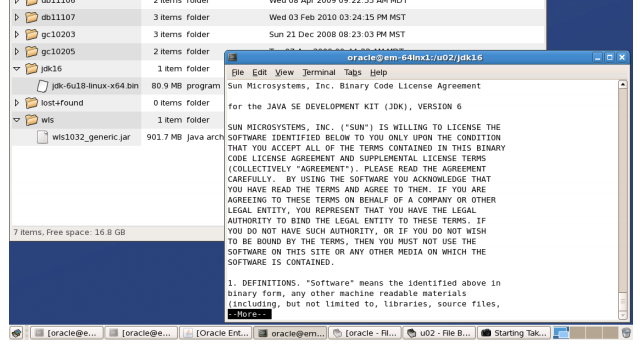 db11106 2 items folder Wed 08 Apr 2009 09:22:55 AM MDT
db11107 3 items folder Wed 03 Feb 2010 03:24:15 PM MST
gc10203 3 items folder Sun 21 Dec 2008 08:23:03 PM MST
gc10205 2 items folder
jdk16 1 item folder
jdk-6u18-linux-x64.bin 80.9 MB program
lost+found 0 items folder
wls 1 item folder
wls1032_generic.jar 901.7 MB Java arch
7 items, Free space: 16.8 GB
oracle@em-64lnx1:/u02/jdk16
File Edit View Terminal Tabs Help
Sun Microsystems, Inc. Binary Code License Agreement
for the JAVA SE DEVELOPMENT KIT (JDK), VERSION 6
SUN MICROSYSTEMS, INC. ("SUN") IS WILLING TO LICENSE THE
SOFTWARE IDENTIFIED BELOW TO YOU ONLY UPON THE CONDITION
THAT YOU ACCEPT ALL OF THE TERMS CONTAINED IN THIS BINARY
CODE LICENSE AGREEMENT AND SUPPLEMENTAL LICENSE TERMS
(COLLECTIVELY "AGREEMENT"). PLEASE READ THE AGREEMENT
CAREFULLY. BY USING THE SOFTWARE YOU ACKNOWLEDGE THAT
YOU HAVE READ THE TERMS AND AGREE TO THEM. IF YOU ARE
AGREEING TO THESE TERMS ON BEHALF OF A COMPANY OR OTHER
LEGAL ENTITY, YOU REPRESENT THAT YOU HAVE THE LEGAL
AUTHORITY TO BIND THE LEGAL ENTITY TO THESE TERMS. IF
YOU DO NOT HAVE SUCH AUTHORITY, OR IF YOU DO NOT WISH
TO BE BOUND BY THE TERMS, THEN YOU MUST NOT USE THE
SOFTWARE ON THIS SITE OR ANY OTHER MEDIA ON WHICH THE
SOFTWARE IS CONTAINED.
1. DEFINITIONS. "Software" means the identified above in
binary form, any other machine readable materials
(including, but not limited to, libraries, source files,
--More--
[oracle@e... [oracle@e... [Oracle Ent... oracle@em... [oracle - Fil... u02 - File B... Starting Tak...